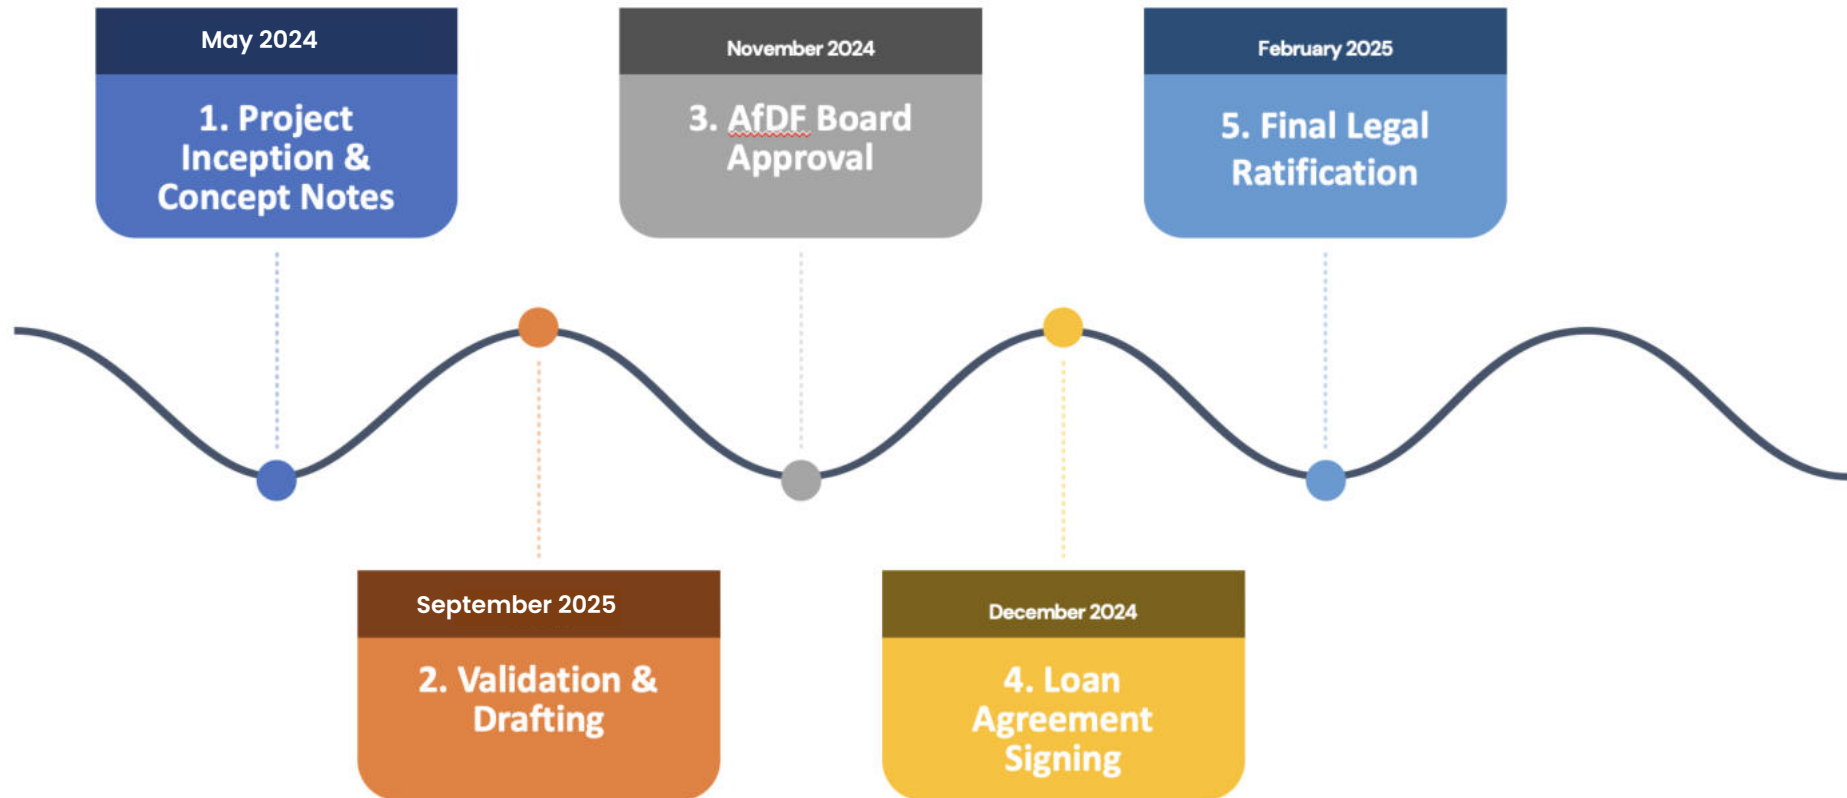 May 2024
1. Project
Inception &
Concept Notes
September 2025
2. Validation &
Drafting
November 2024
3. AfDF Board
Approval
December 2024
4. Loan
Agreement
Signing
February 2025
5. Final Legal
Ratification